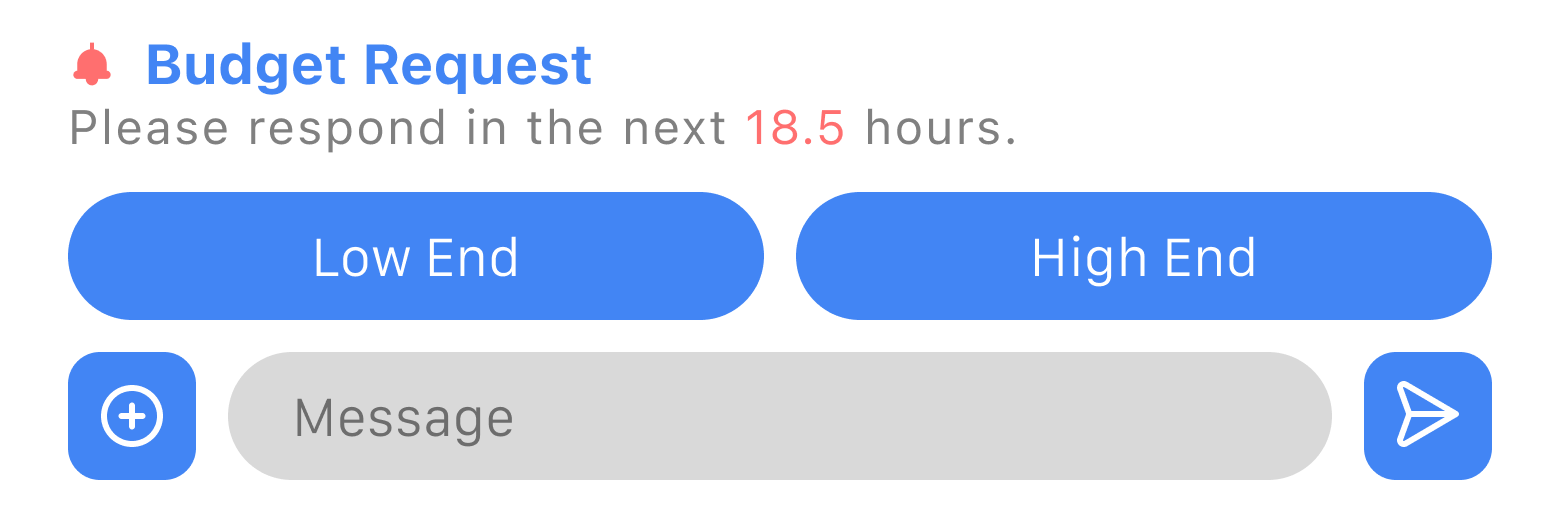 Budget Request
Please respond in the next 18.5 hours.
Low End
High End
Message